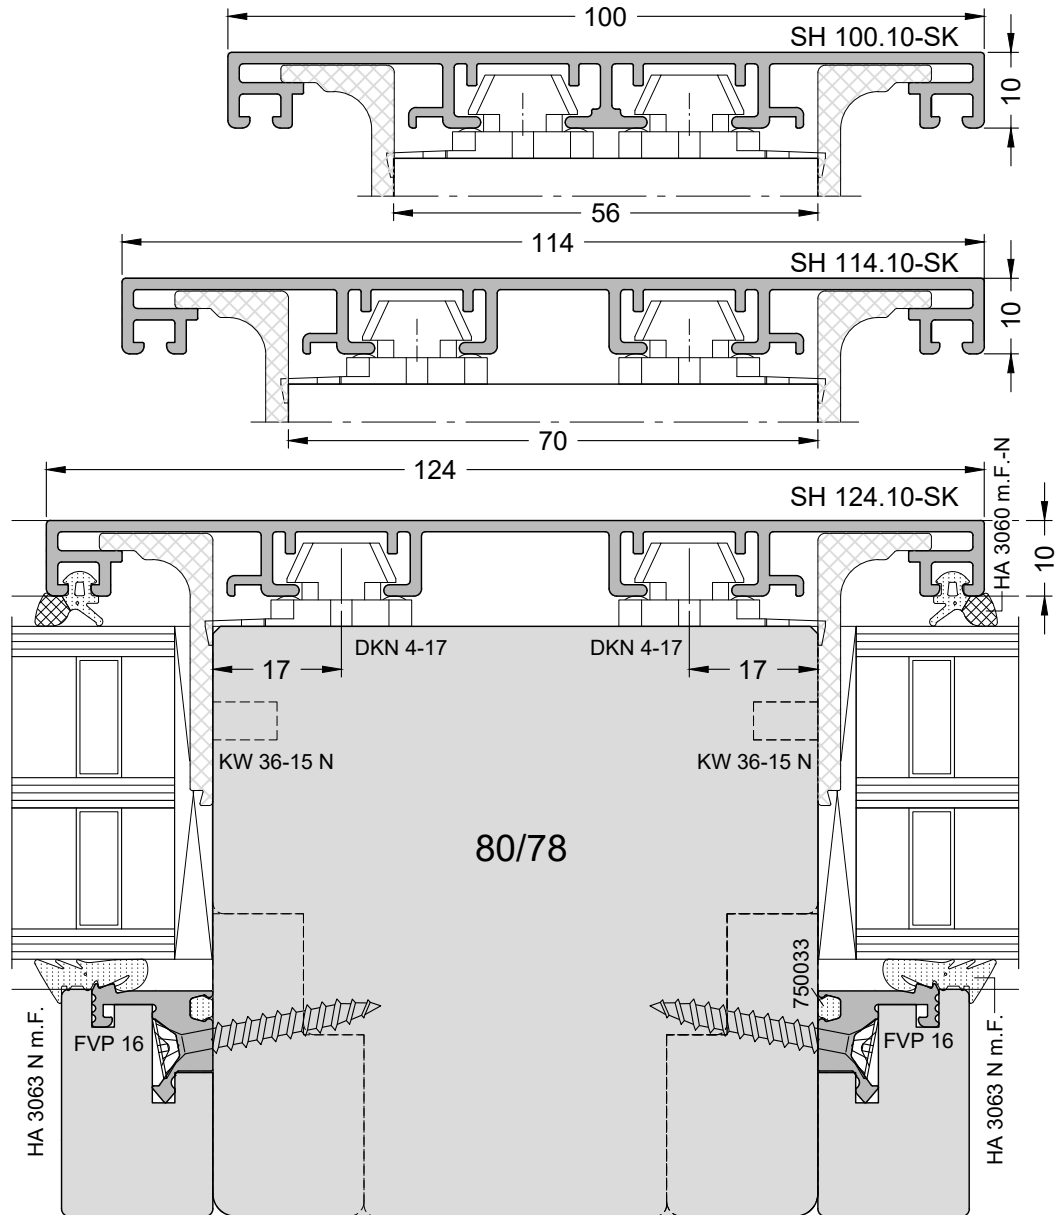 100
SH 100.10-SK
10
56
114
SH 114.10-SK
10
70
124
SH 124.10-SK
HA 3060 m.F.-N
10
DKN 4-17
DKN 4-17
17
17
KW 36-15 N
KW 36-15 N
80/78
750033
FVP 16
FVP 16
HA 3063 N m.F.
HA 3063 N m.F.